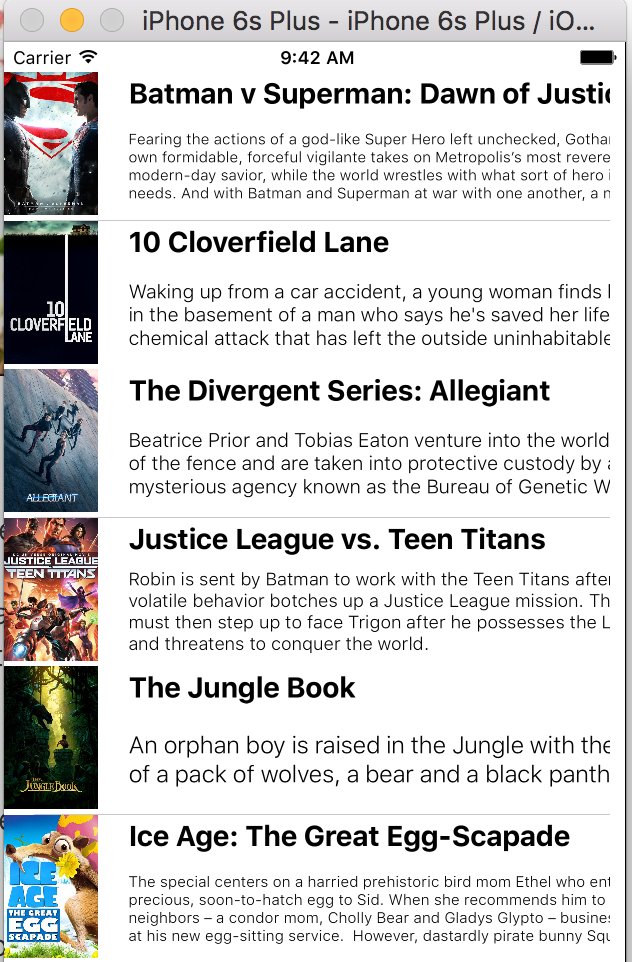 iPhone 6s Plus - iPhone 6s Plus / iO...
Carrier 9:42 AM
Batman v Superman: Dawn of Justic
Fearing the actions of a god-like Super Hero left unchecked, Gothar
own formidable, forceful vigilante takes on Metropolis's most revere
modern-day savior, while the world wrestles with what sort of hero i
needs. And with Batman and Superman at war with one another, a n
10 Cloverfield Lane
10
CLOVERFIELD
LANE
Waking up from a car accident, a young woman finds h
in the basement of a man who says he's saved her life
chemical attack that has left the outside uninhabitable
The Divergent Series: Allegiant
ALLEGIANT
Beatrice Prior and Tobias Eaton venture into the world
of the fence and are taken into protective custody by a
mysterious agency known as the Bureau of Genetic W
Justice League vs. Teen Titans
JUSTICE LEAGUE
TEEN TITANS
Robin is sent by Batman to work with the Teen Titans after
volatile behavior botches up a Justice League mission. Th
must then step up to face Trigon after he possesses the L
and threatens to conquer the world.
The Jungle Book
THE
JUNGLE BOOK
An orphan boy is raised in the Jungle with the
of a pack of wolves, a bear and a black panth
Ice Age: The Great Egg-Scapade
ICE
AGE
THE GREAT
EGG
SCAPADE
The special centers on a harried prehistoric bird mom Ethel who ent
precious, soon-to-hatch egg to Sid. When she recommends him to
neighbors – a condor mom, Cholly Bear and Gladys Glypto – busines
at his new egg-sitting service.  However, dastardly pirate bunny Squ